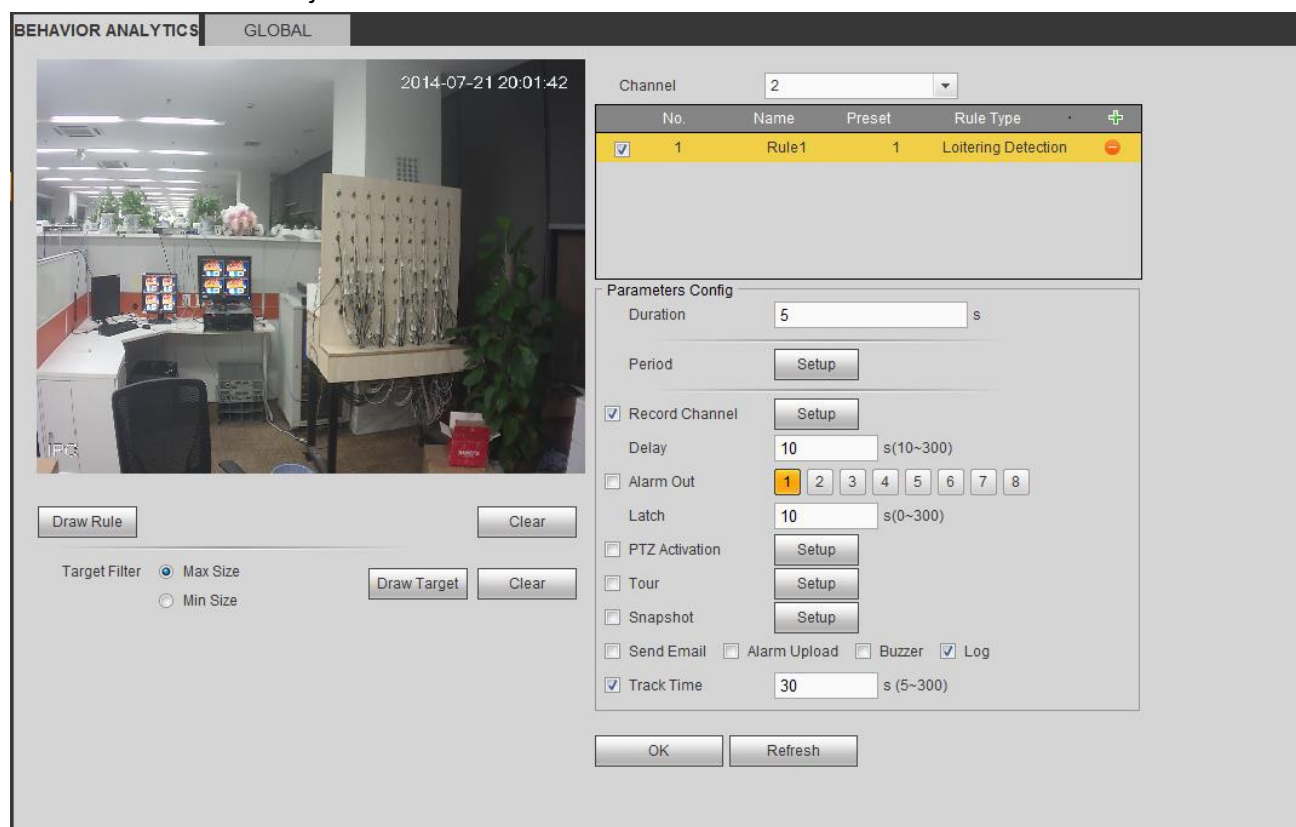 BEHAVIOR ANALYTICS GLOBAL
2014-07-21 20:01:42
IPC
Draw Rule Clear
Target Filter Max Size
Min Size
Draw Target Clear
Channel 2
No. Name Preset Rule Type
1 Rule1 1 Loitering Detection
Parameters Config
Duration 5 s
Period Setup
Record Channel Setup
Delay 10 s(10~300)
Alarm Out 1 2 3 4 5 6 7 8
Latch 10 s(0~300)
PTZ Activation Setup
Tour Setup
Snapshot Setup
Send Email Alarm Upload Buzzer Log
Track Time 30 s (5~300)
OK Refresh